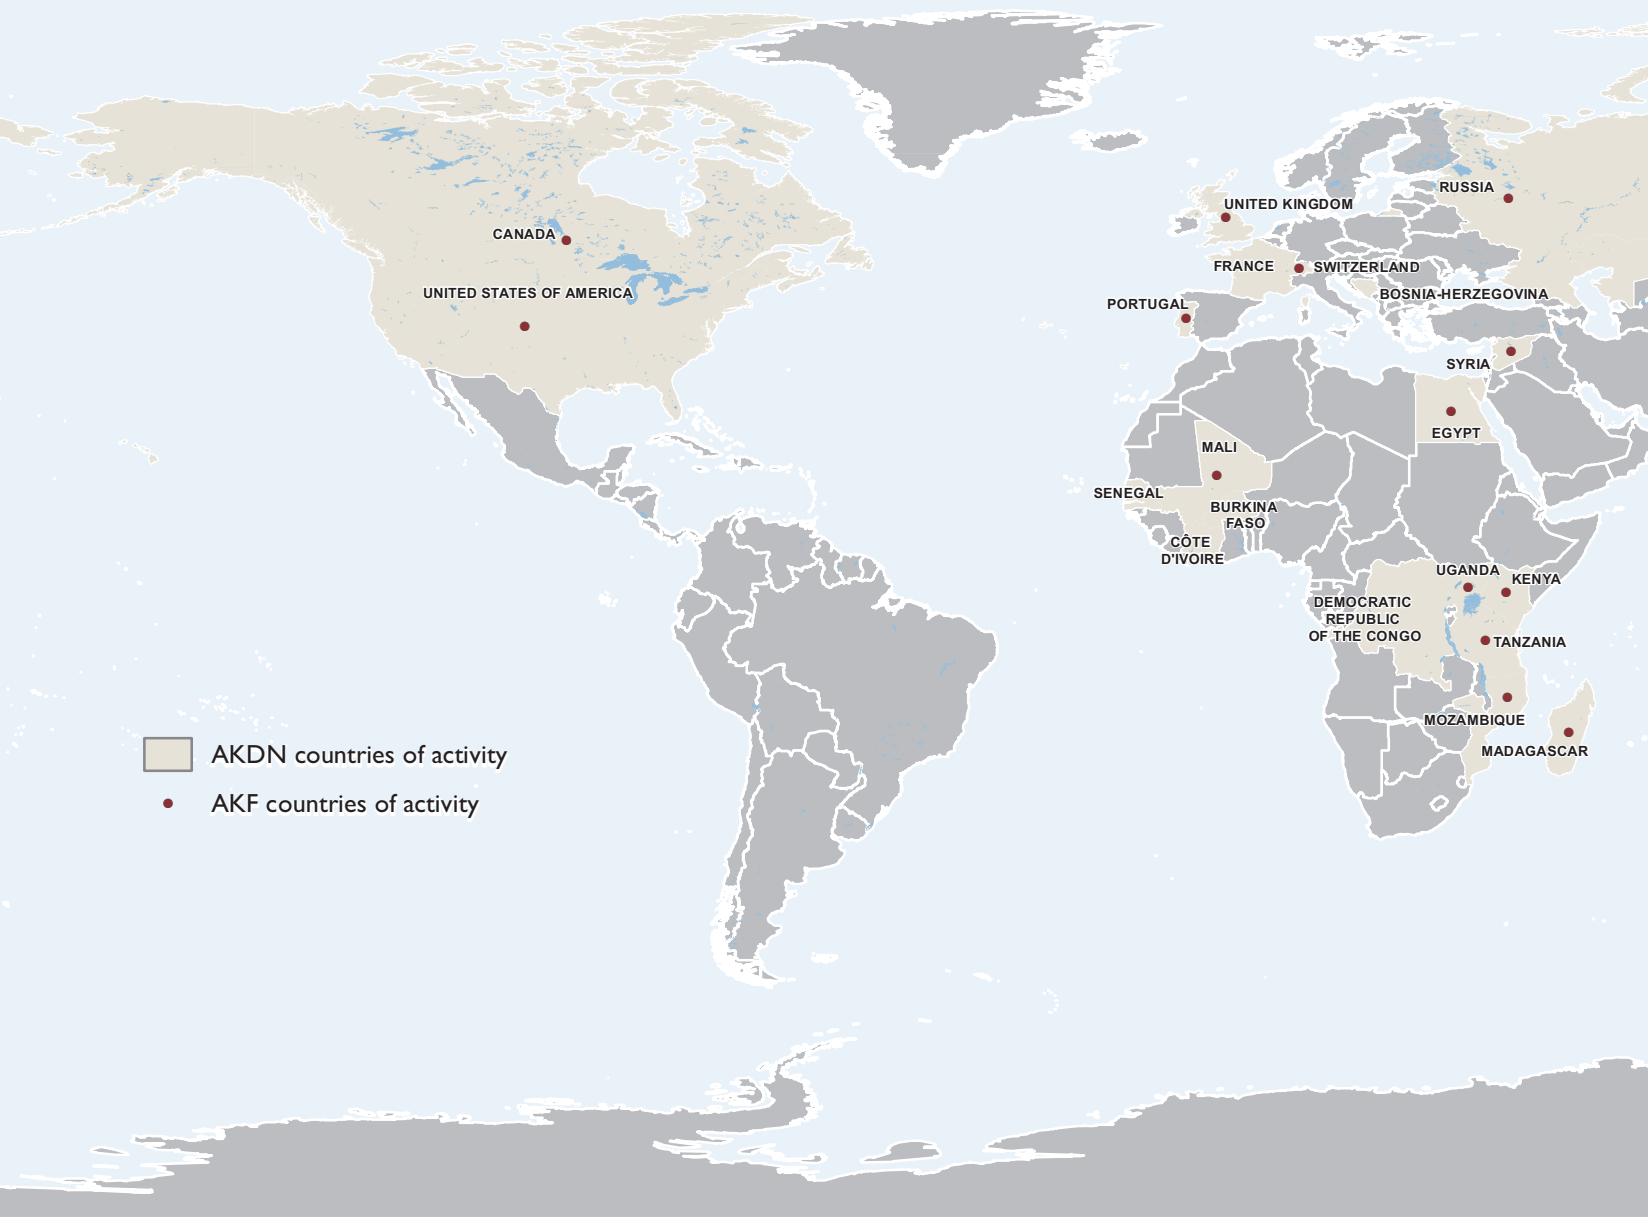 RUSSIA
UNITED KINGDOM
CANADA
FRANCE
SWITZERLAND
UNITED STATES OF AMERICA
BOSNIA-HERZEGOVINA
PORTUGAL
SYRIA
EGYPT
MALI
SENEGAL
BURKINA
FASO
CÔTE
D'IVOIRE
UGANDA
KENYA
DEMOCRATIC
REPUBLIC
OF THE CONGO
TANZANIA
MOZAMBIQUE
MADAGASCAR
AKDN countries of activity
AKF countries of activity